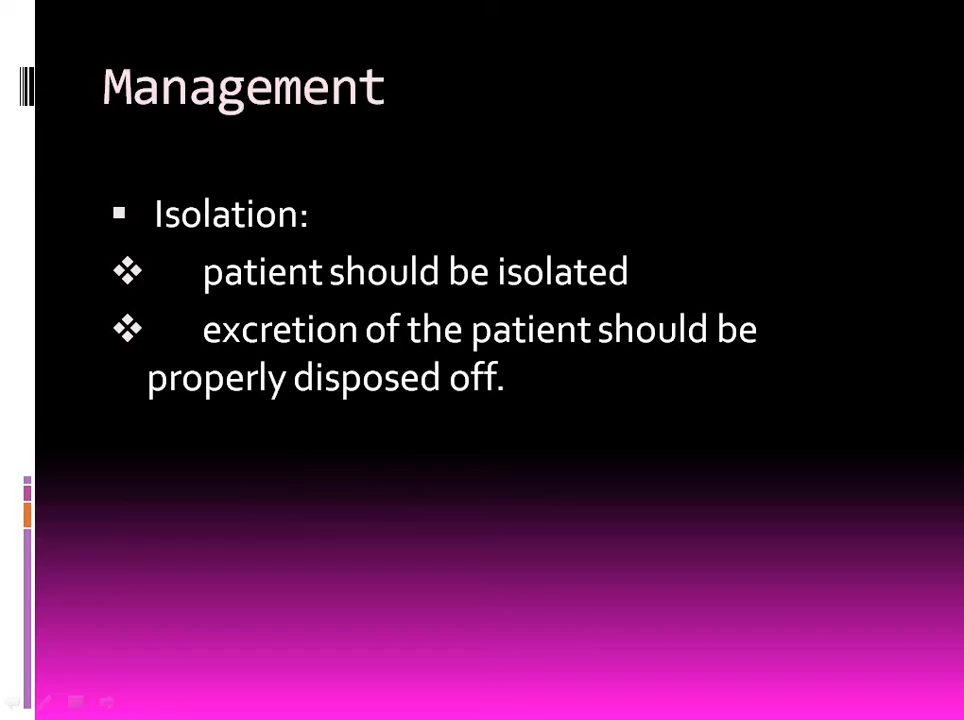 Management
▪ Isolation:
❖ patient should be isolated
❖ excretion of the patient should be
properly disposed off.